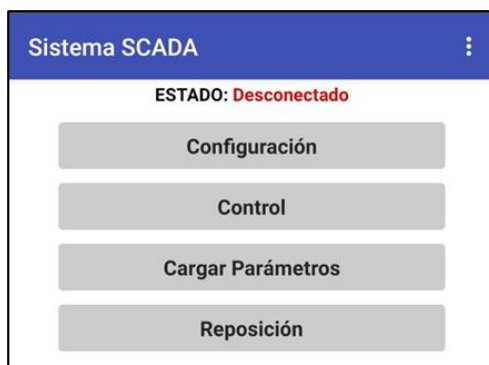 Sistema SCADA
ESTADO: Desconectado
Configuración
Control
Cargar Parámetros
Reposición